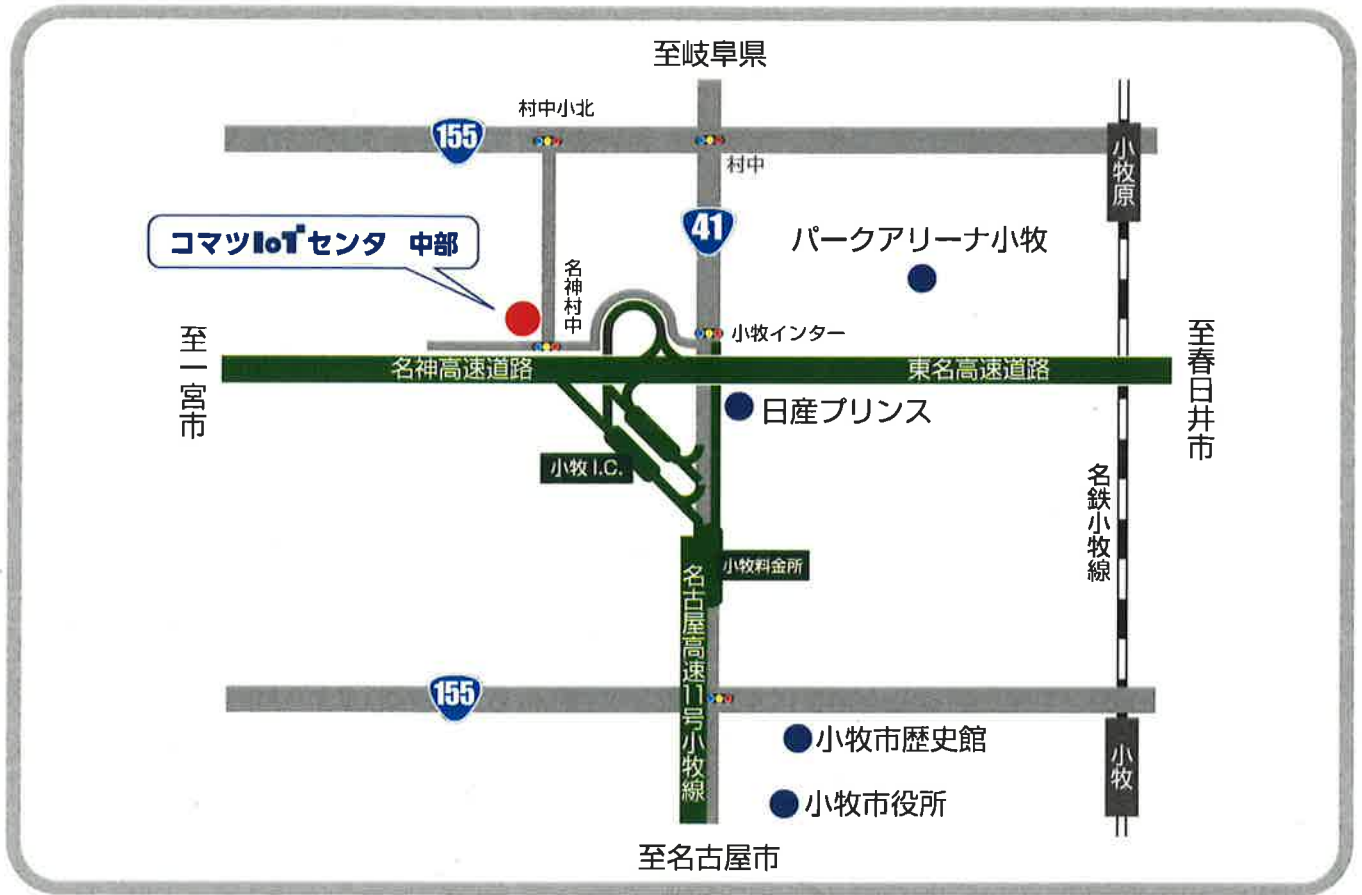 至岐阜県
村中小北
155
村中
小牧原
41
コマツIoTセンタ 中部
パークアリーナ小牧
名神村中
小牧インター
至一宮市
至春日井市
名神高速道路
東名高速道路
日産プリンス
小牧 I.C.
名鉄小牧線
小牧料金所
名古屋高速11号小牧線
155
小牧市歴史館
小牧
小牧市役所
至名古屋市